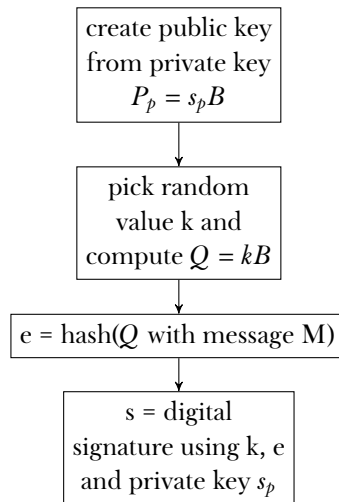 create public key
from private key
P_p = s_pB
pick random
value k and
compute Q = kB
e = hash(Q with message M)
s = digital
signature using k, e
and private key s_p